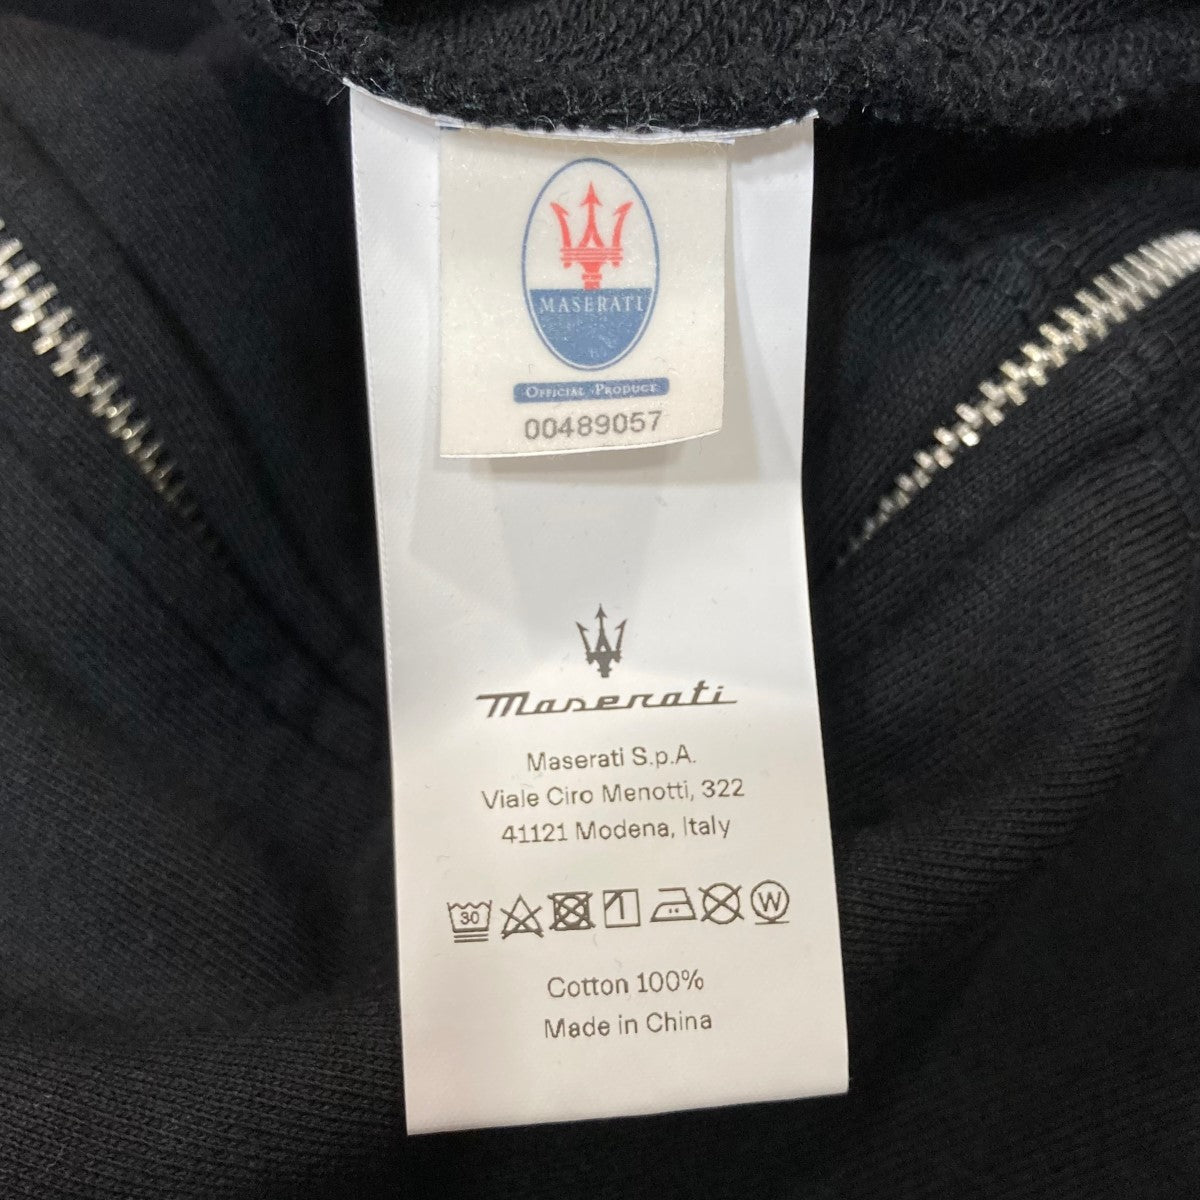 MASERATI
OFFICIAL PRODUCT
00489057
Maserati
Maserati S.p.A.
Viale Ciro Menotti, 322
41121 Modena, Italy
30 W
Cotton 100%
Made in China